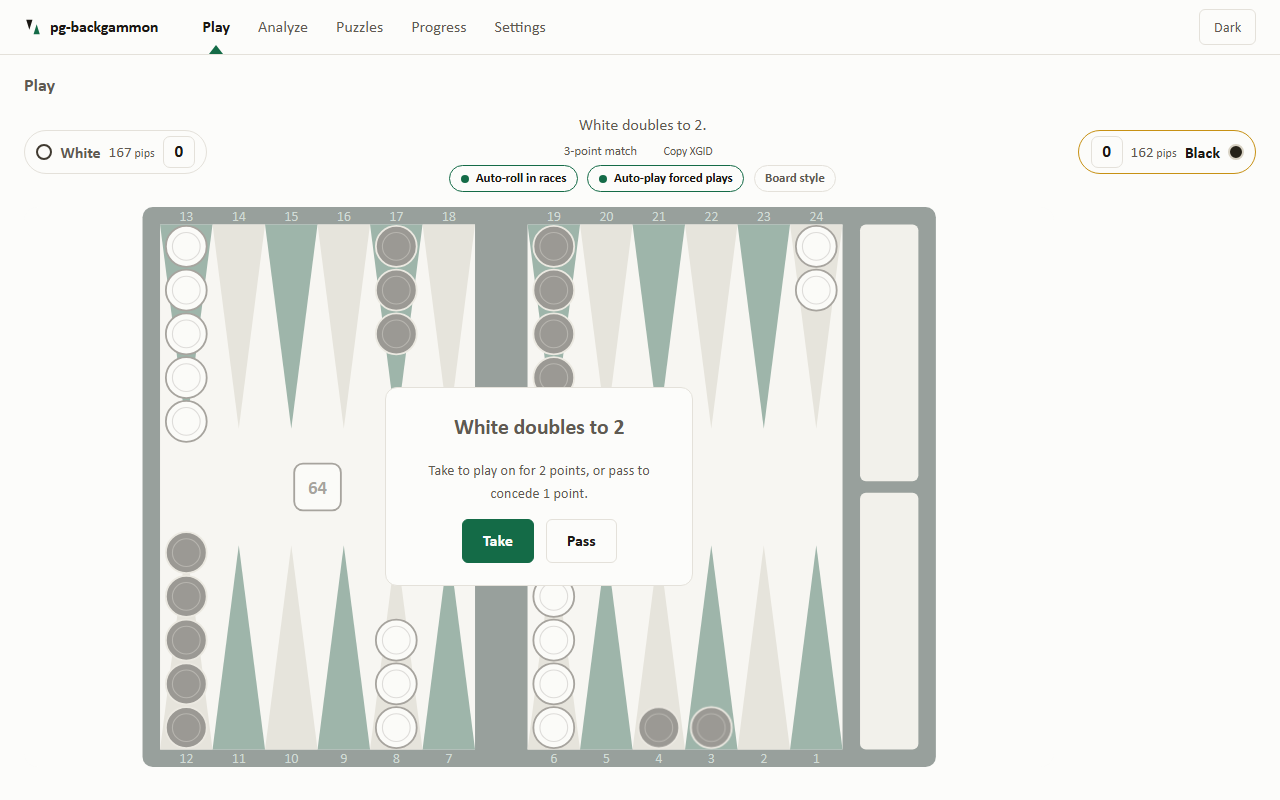 pg-backgammon Play Analyze Puzzles Progress Settings Dark
Play
White doubles to 2.
White 167 pips 0
3-point match Copy XGID
0 162 pips Black
Auto-roll in races Auto-play forced plays Board style
13 14 15 16 17 18 19 20 21 22 23 24
White doubles to 2
Take to play on for 2 points, or pass to
concede 1 point.
64
Take Pass
12 11 10 9 8 7 6 5 4 3 2 1